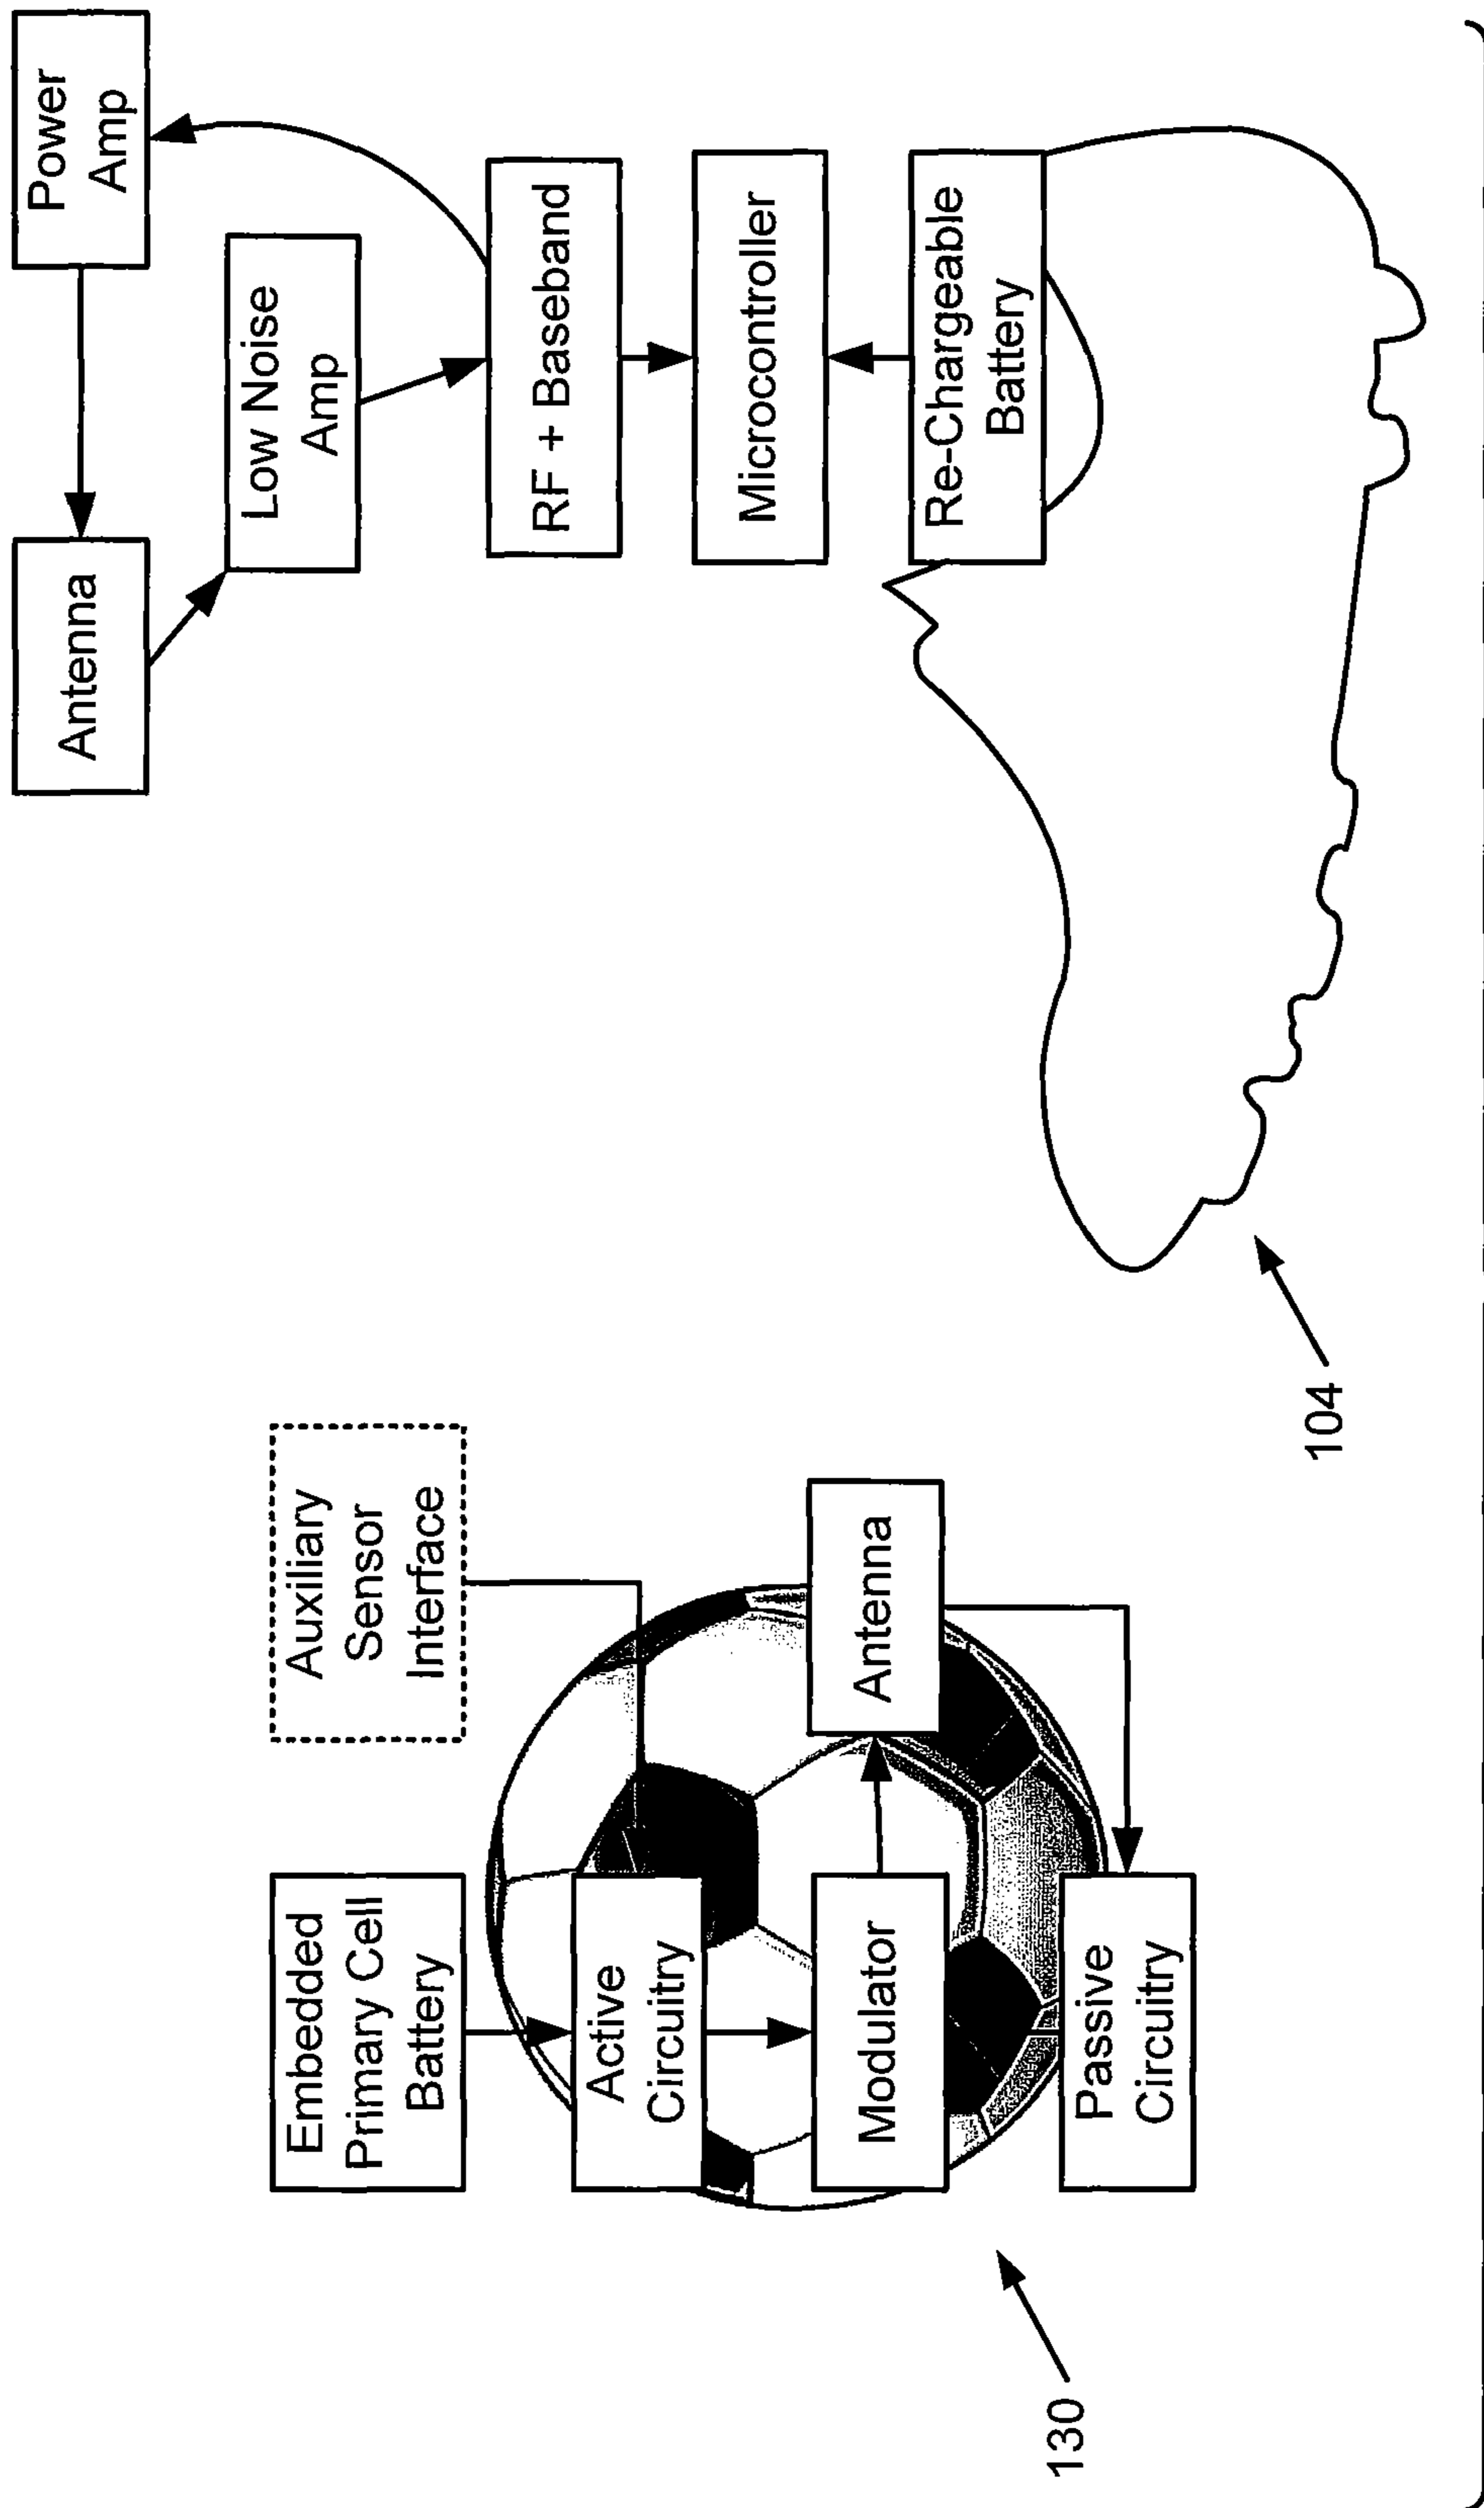 Embedded
Primary Cell
Battery
Auxiliary
Sensor
Interface
Active
Circuitry
Modulator
Antenna
Passive
Circuitry
130
Antenna
Power
Amp
Low Noise
Amp
RF + Baseband
Microcontroller
Re-Chargeable
Battery
104